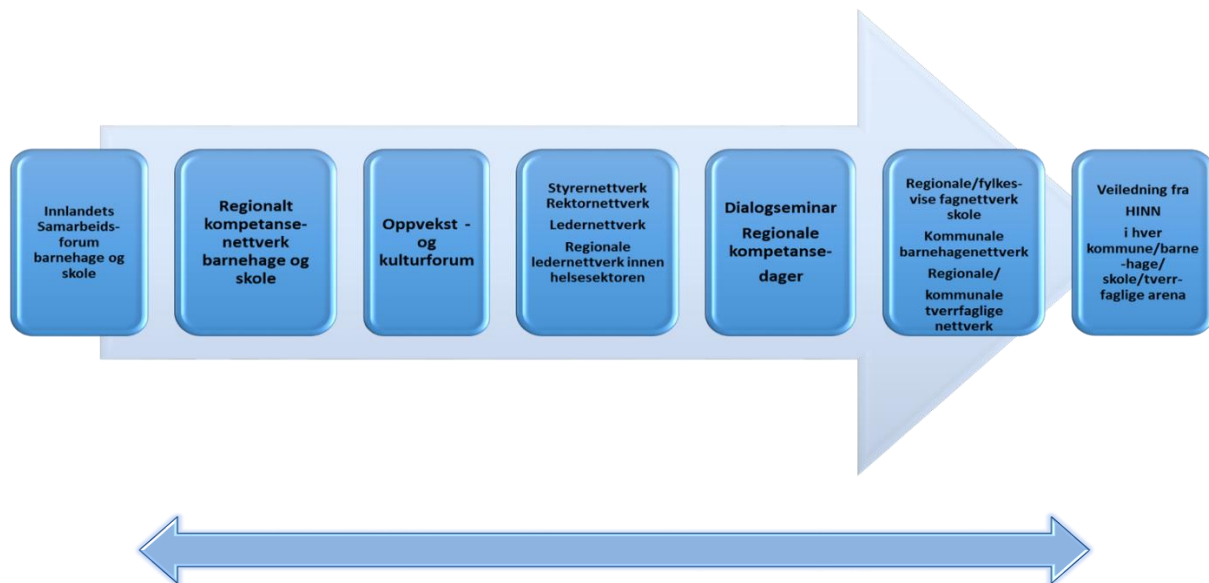 Innlandets
Samarbeids-
forum
barnehage og
skole
Regionalt
kompetanse-
nettverk
barnehage og
skole
Oppvekst -
og
kulturforum
Styrernettverk
Rektornettverk
Ledernettverk
Regionale
ledernettverk innen
helsesektoren
Dialogseminar
Regionale
kompetanse-
dager
Regionale/fylkes-
vise fagnettverk
skole
Kommunale
barnehagenettverk
Regionale/
kommunale
tverrfaglige
nettverk
Veiledning fra
HINN
i hver
kommune/barne
-hage/
skole/tverr-
faglige arena